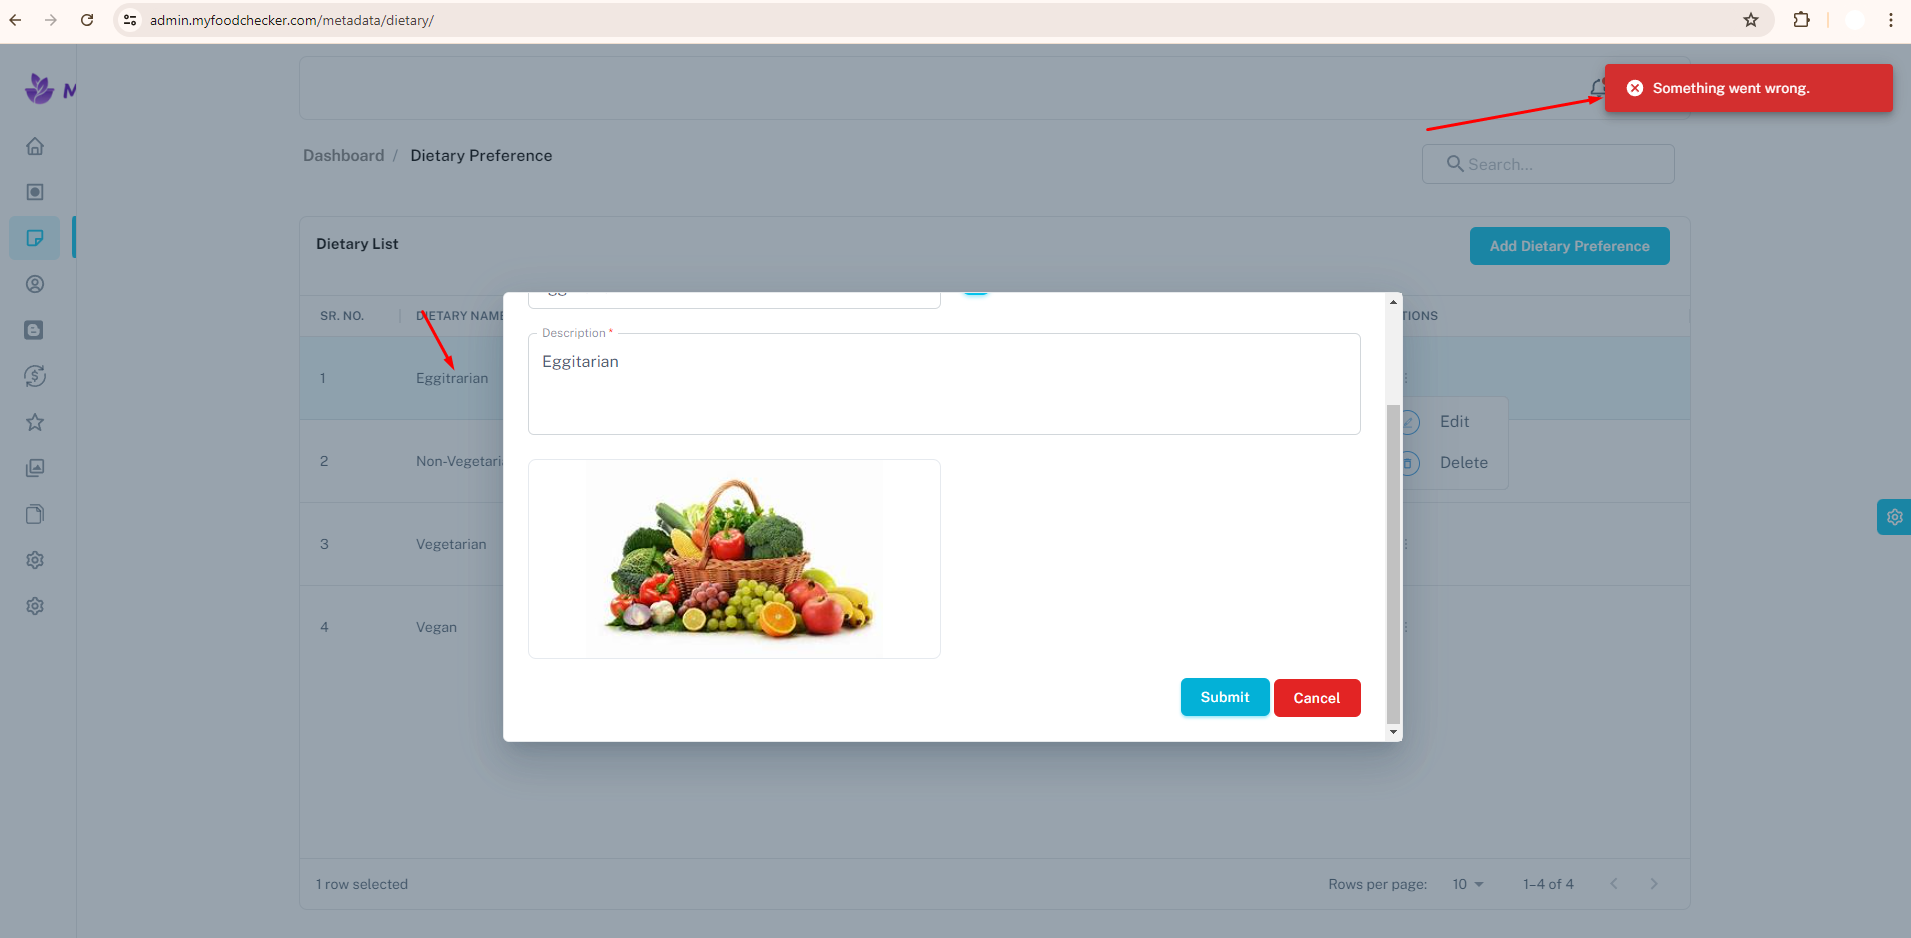 admin.myfoodchecker.com/metadata/dietary/
M
Something went wrong.
Dashboard / Dietary Preference
Search...
Dietary List
Add Dietary Preference
SR. NO.
DIETARY NAME
TIONS
Description *
Eggitarian
1
Eggitrarian
Edit
2
Non-Vegetari
Delete
3
Vegetarian
4
Vegan
Submit
Cancel
1 row selected
Rows per page:
10
1–4 of 4